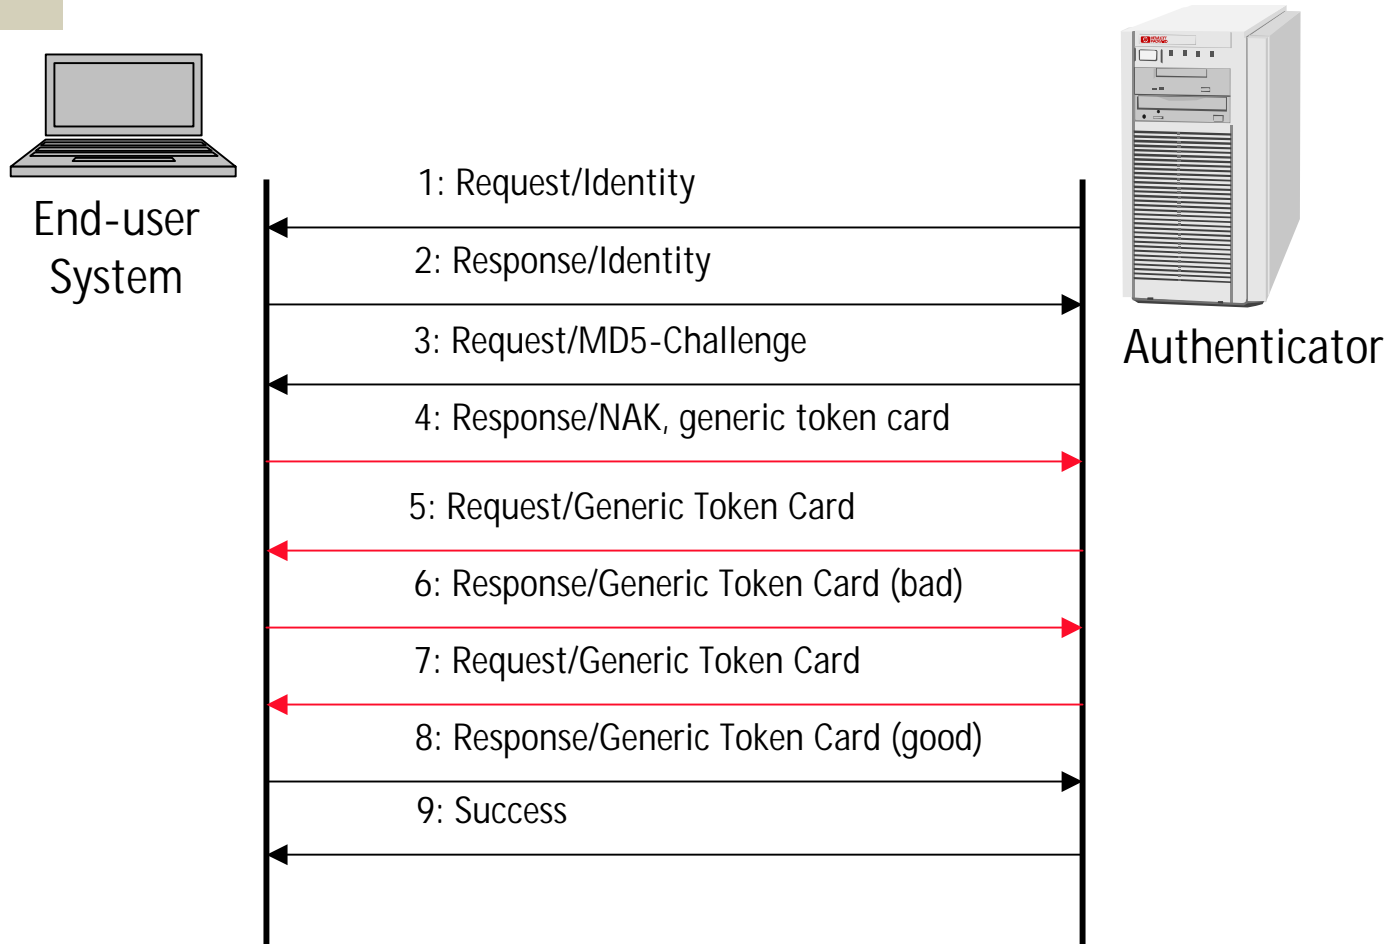 1: Request/Identity
End-user
System
2: Response/Identity
3: Request/MD5-Challenge
Authenticator
4: Response/NAK, generic token card
5: Request/Generic Token Card
6: Response/Generic Token Card (bad)
7: Request/Generic Token Card
8: Response/Generic Token Card (good)
9: Success